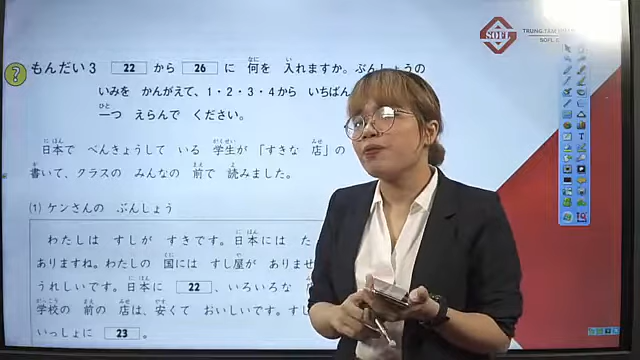 SOFL
TRUNG TÂM
SOFL
もんだい３ 22 から 26 に 何を 入れますか。ぶんしょうの
いみを かんがえて、１・２・３・４から いちばん
一つ えらんで ください。
日本で べんきょうして いる 学生が 「すきな 店」の
書いて、クラスの みんなの 前で 読みました。
(1) ケンさんの ぶんしょう
わたしは すしが すきです。日本には た
ありますね。わたしの 国には すし屋が ありませ
うれしいです。日本に 22 、いろいろな
学校の 前の 店は、安くて おいしいです。すし
いっしょに 23 。